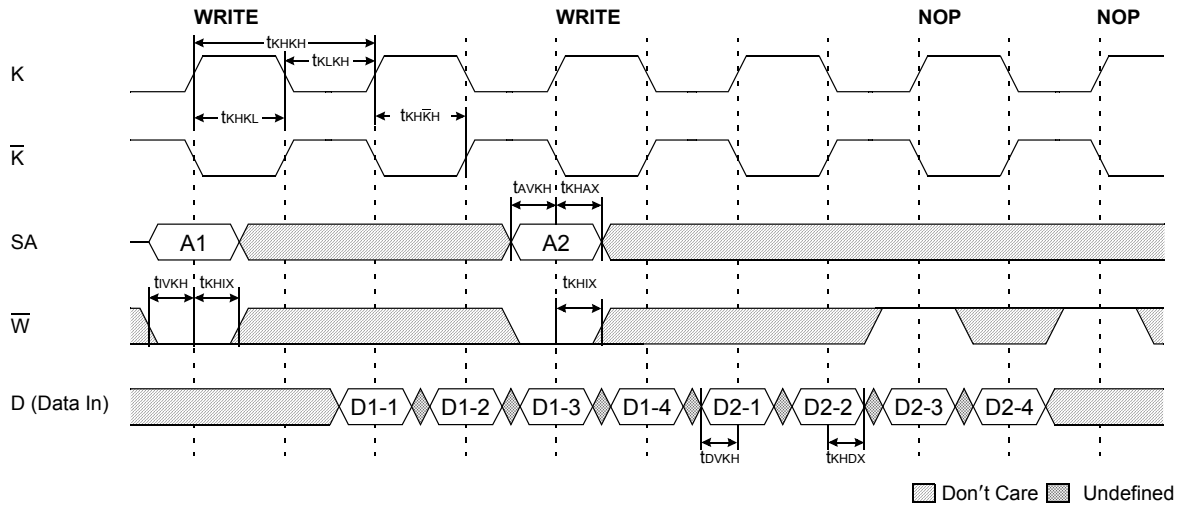 WRITE WRITE NOP NOP
tKHKH
tKLKH
K
tKHKL tKHK̅H
K̅
tAVKH tKHAX
SA A1 A2
tIVKH tKHIX tKHIX
W̅
D (Data In) D1-1 D1-2 D1-3 D1-4 D2-1 D2-2 D2-3 D2-4
tDVKH tKHDX
Don't Care Undefined